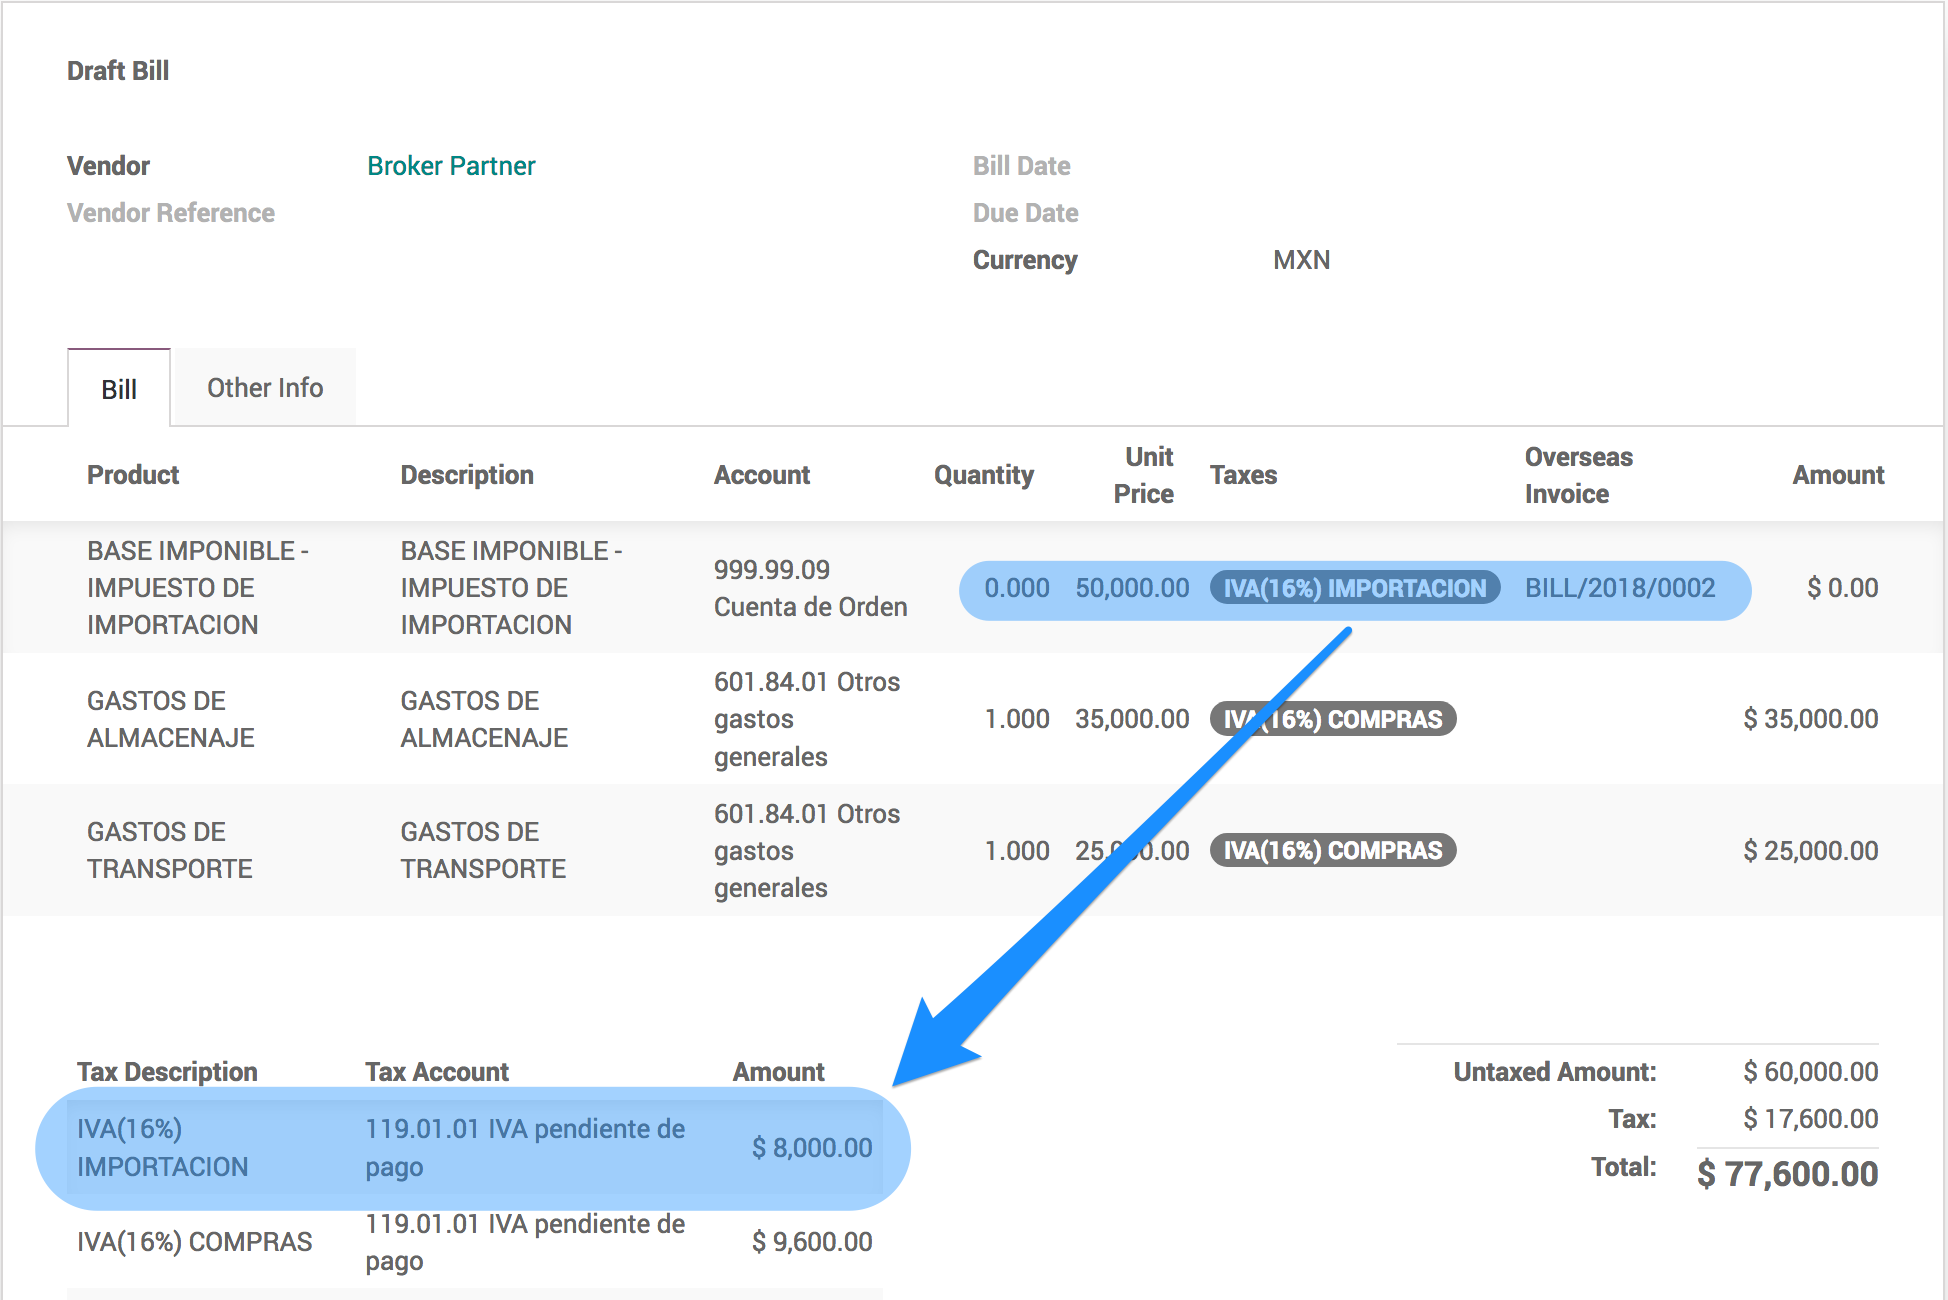 Draft Bill
Vendor Broker Partner Bill Date
Vendor Reference Due Date
Currency MXN
Bill Other Info
Product Description Account Quantity Unit Price Taxes Overseas Invoice Amount
BASE IMPONIBLE - IMPUESTO DE IMPORTACION BASE IMPONIBLE - IMPUESTO DE IMPORTACION 999.99.09 Cuenta de Orden 0.000 50,000.00 IVA(16%) IMPORTACION BILL/2018/0002 $ 0.00
GASTOS DE ALMACENAJE GASTOS DE ALMACENAJE 601.84.01 Otros gastos generales 1.000 35,000.00 IVA(16%) COMPRAS $ 35,000.00
GASTOS DE TRANSPORTE GASTOS DE TRANSPORTE 601.84.01 Otros gastos generales 1.000 25,000.00 IVA(16%) COMPRAS $ 25,000.00
Tax Description Tax Account Amount
IVA(16%) IMPORTACION 119.01.01 IVA pendiente de pago $ 8,000.00
IVA(16%) COMPRAS 119.01.01 IVA pendiente de pago $ 9,600.00
Untaxed Amount: $ 60,000.00
Tax: $ 17,600.00
Total: $ 77,600.00